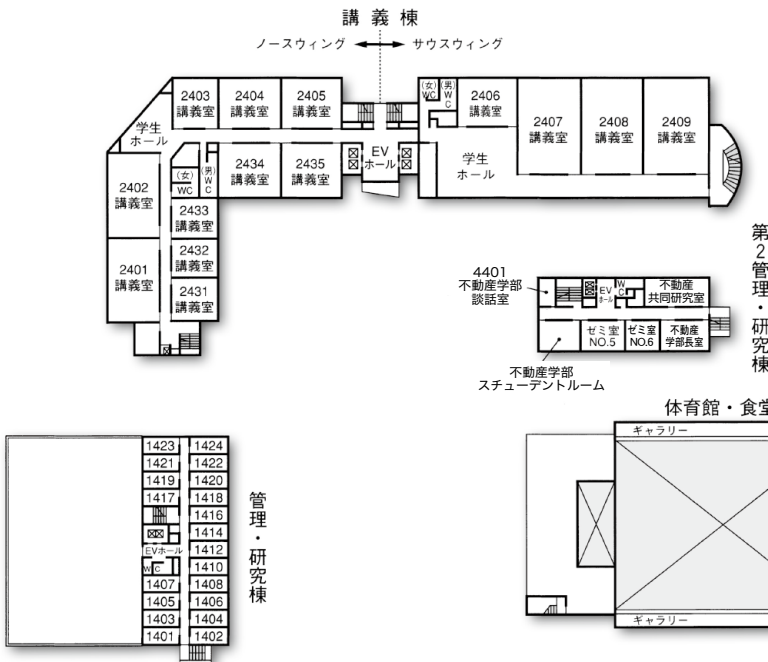 講義棟
ノースウィング
サウスウィング
2403
講義室
2404
講義室
2405
講義室
(女)
WC
(男)
WC
2406
講義室
2407
講義室
2408
講義室
2409
講義室
学生
ホール
EV
ホール
学生
ホール
2402
講義室
(女)
WC
(男)
WC
2434
講義室
2435
講義室
2433
講義室
2432
講義室
2401
講義室
2431
講義室
第2管理・研究棟
4401
不動産学部
談話室
EV
ホール
WC
不動産
共同研究室
ゼミ室
NO.5
ゼミ室
NO.6
不動産
学部長室
不動産学部
スチューデントルーム
体育館・食堂
ギャラリー
ギャラリー
管理・研究棟
1423
1424
1421
1422
1419
1420
1417
1418
1416
1414
EVホール
1412
WC
1410
1407
1408
1405
1406
1403
1404
1401
1402